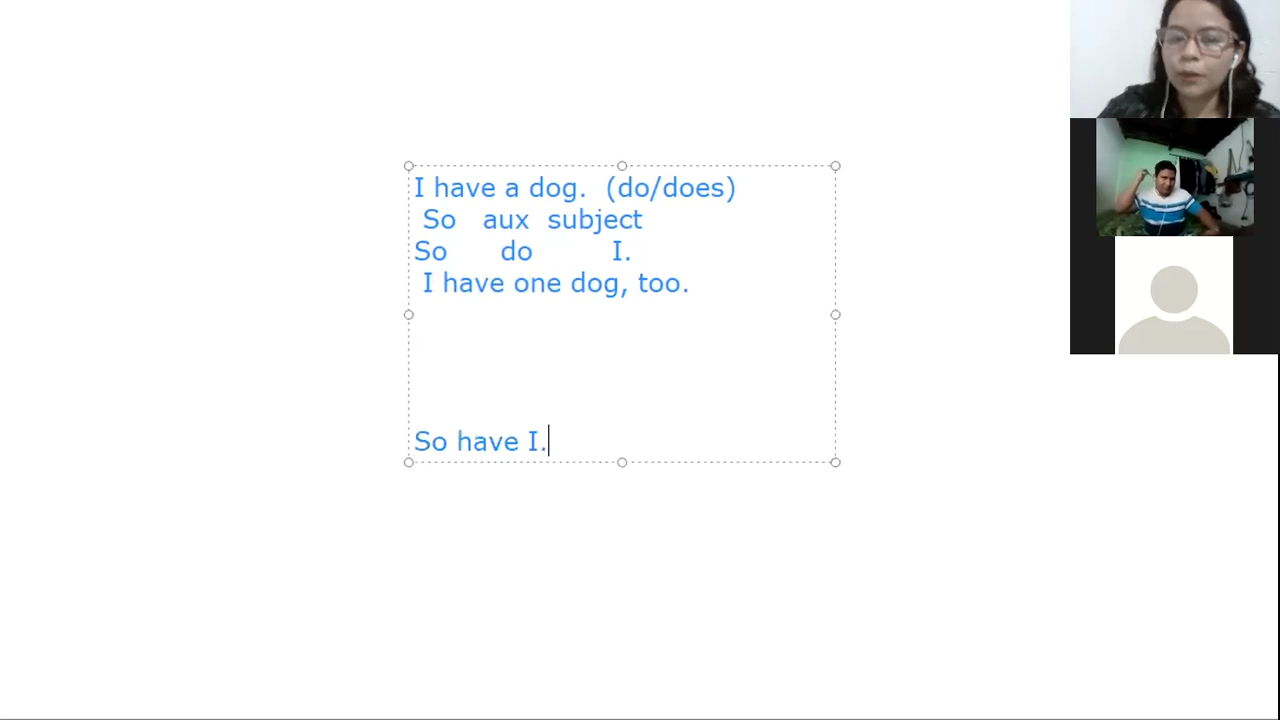 I have a dog.  (do/does)
So   aux  subject
So      do         I.
I have one dog, too.
So have I.